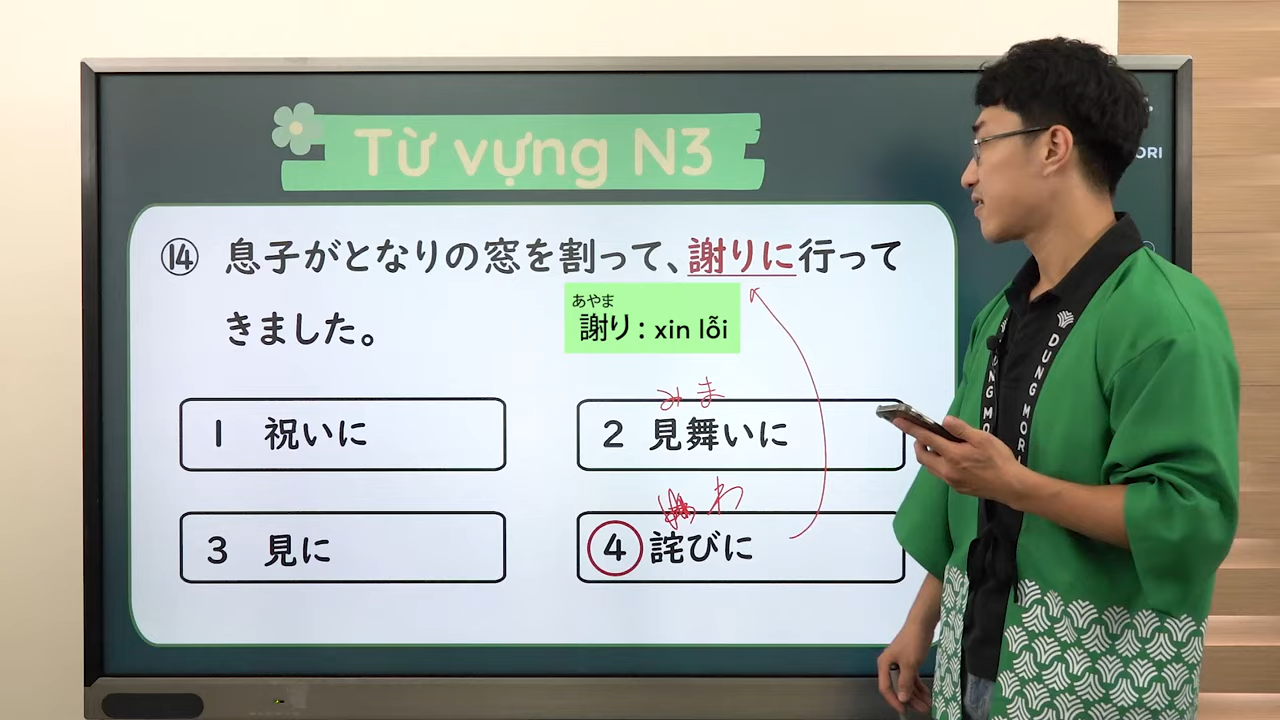 Từ vựng N3
ORI
⑭ 息子がとなりの窓を割って、謝りに行って
きました。
あやま
謝り : xin lỗi
1 祝いに
みま
2 見舞いに
3 見に
わ
4 詫びに
DUNG MORI
UNG MO